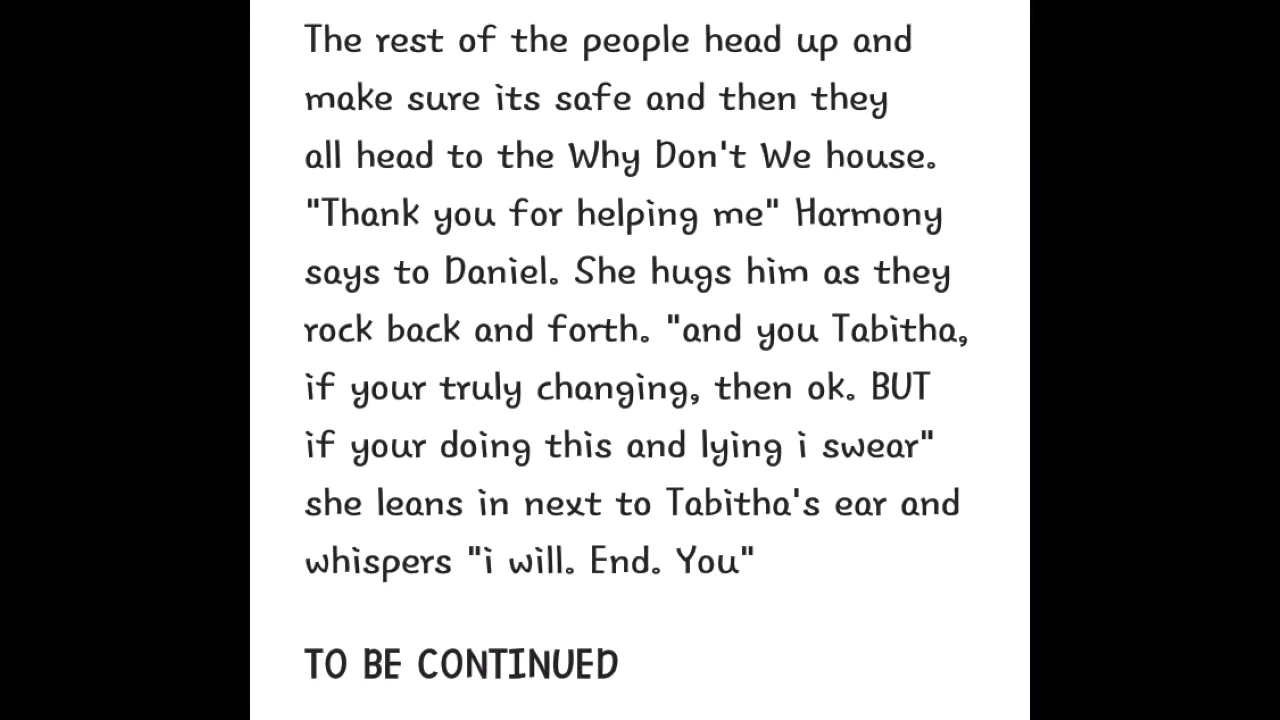 The rest of the people head up and
make sure its safe and then they
all head to the Why Don't We house.
"Thank you for helping me" Harmony
says to Daniel. She hugs him as they
rock back and forth. "and you Tabitha,
if your truly changing, then ok. BUT
if your doing this and lying i swear"
she leans in next to Tabitha's ear and
whispers "i will. End. You"
TO BE CONTINUED